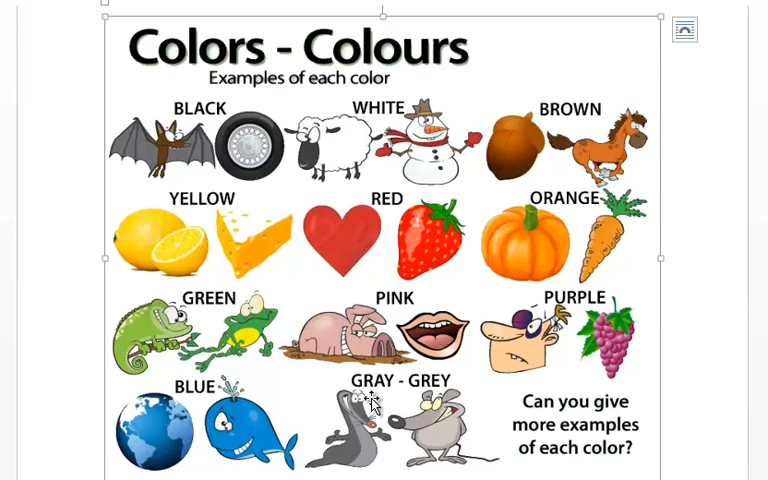 Colors - Colours
Examples of each color
BLACK
WHITE
BROWN
YELLOW
RED
ORANGE
GREEN
PINK
PURPLE
BLUE
GRAY - GREY
Can you give
more examples
of each color?